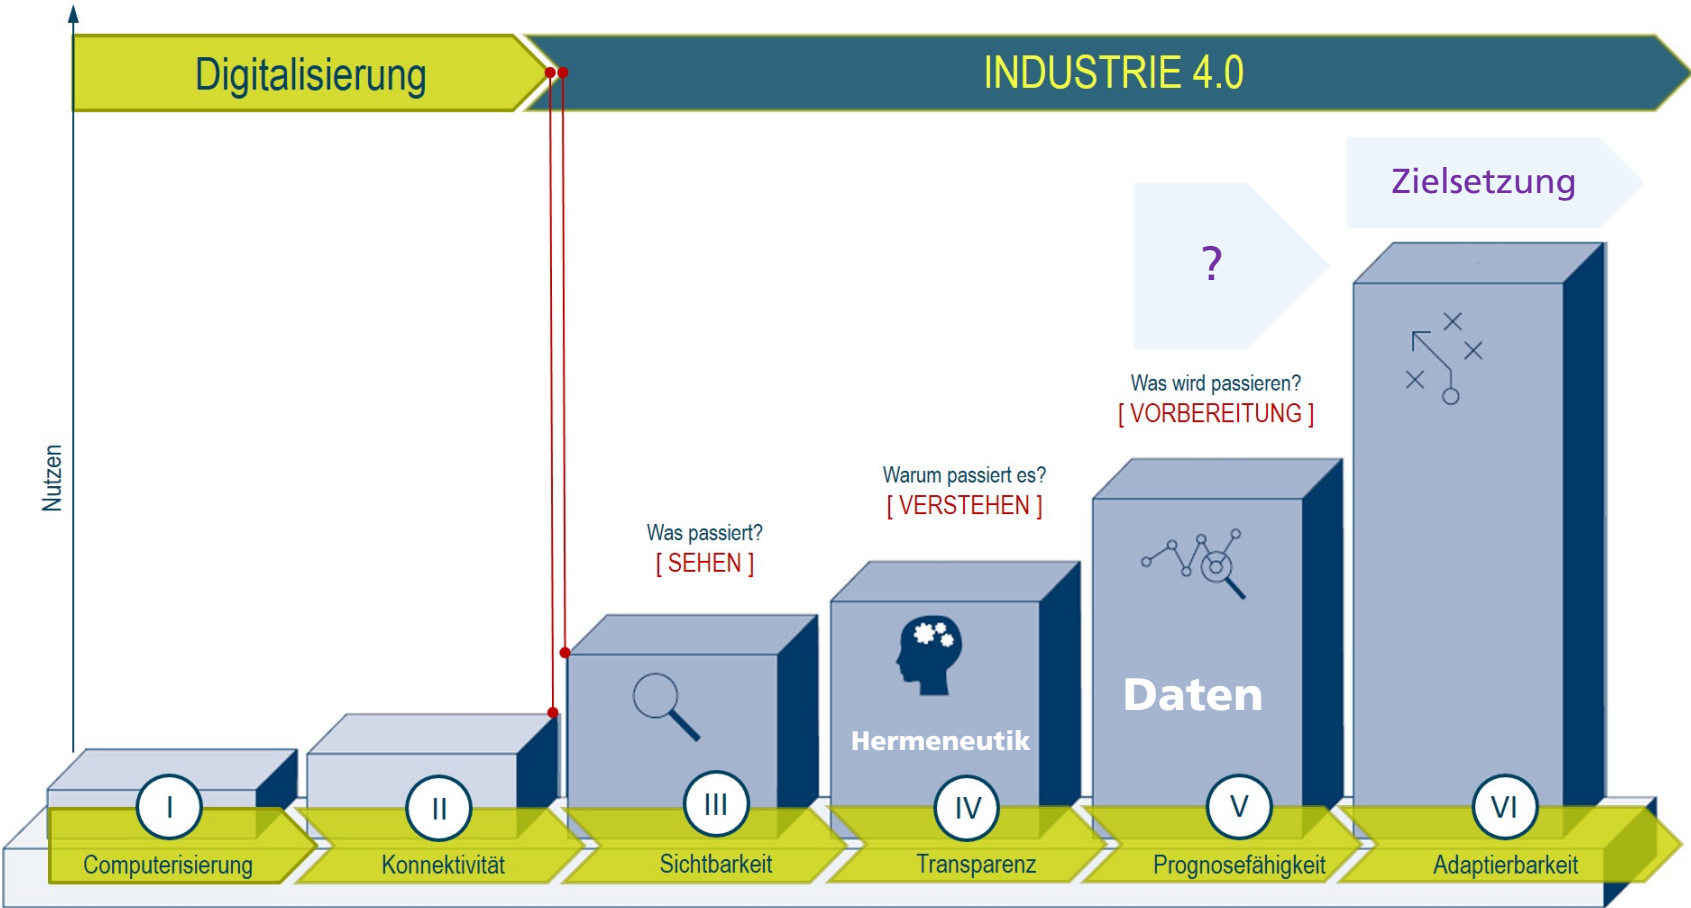 Digitalisierung
INDUSTRIE 4.0
Zielsetzung
?
Was wird passieren?
[ VORBEREITUNG ]
Warum passiert es?
[ VERSTEHEN ]
Was passiert?
[ SEHEN ]
Nutzen
Daten
Hermeneutik
I
II
III
IV
V
VI
Computerisierung
Konnektivität
Sichtbarkeit
Transparenz
Prognosefähigkeit
Adaptierbarkeit